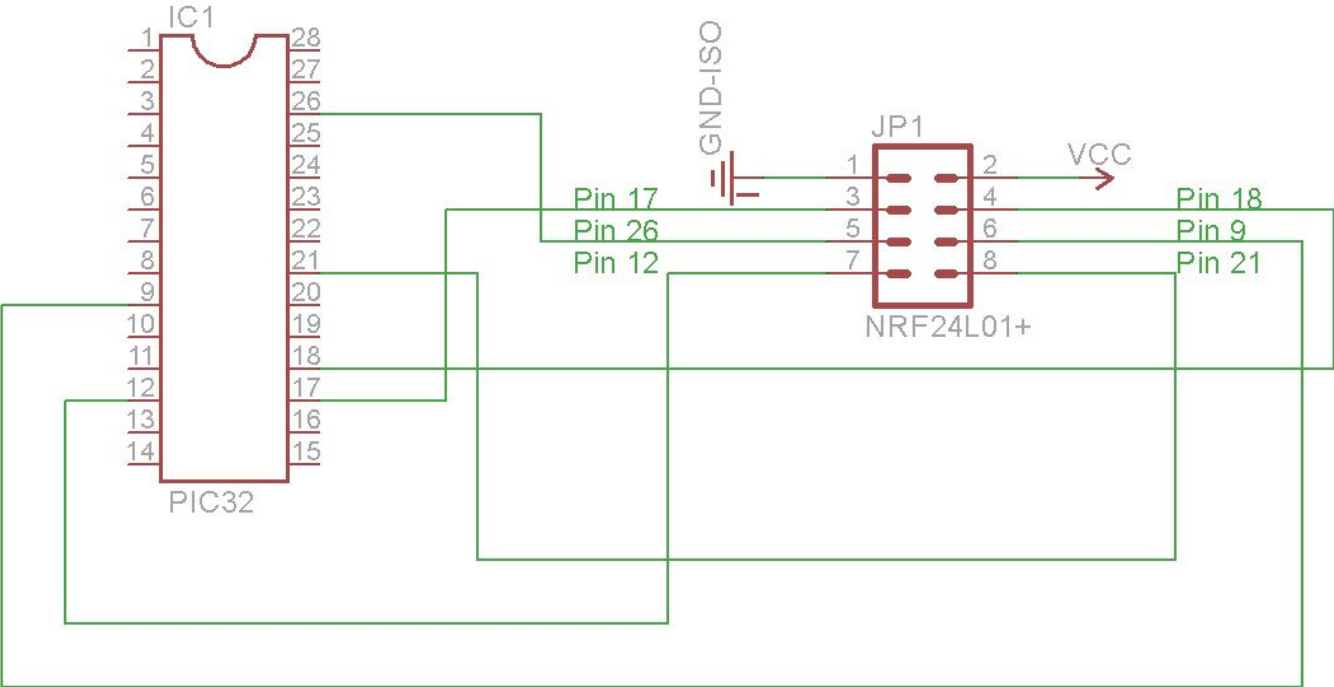 IC1
1 28
2 27
3 26
4 25
5 24
6 23
7 22
8 21
9 20
10 19
11 18
12 17
13 16
14 15
PIC32
GND-ISO
JP1
VCC
1 2
Pin 17 3 4 Pin 18
Pin 26 5 6 Pin 9
Pin 12 7 8 Pin 21
NRF24L01+